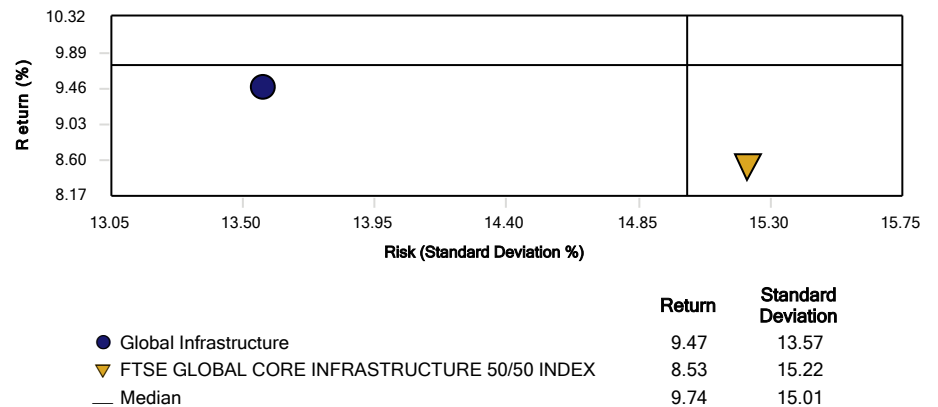 10.32
9.89
9.46
9.03
8.60
8.17
Return (%)
13.05 13.50 13.95 14.40 14.85 15.30 15.75
Risk (Standard Deviation %)
Return Standard Deviation
Global Infrastructure 9.47 13.57
FTSE GLOBAL CORE INFRASTRUCTURE 50/50 INDEX 8.53 15.22
Median 9.74 15.01